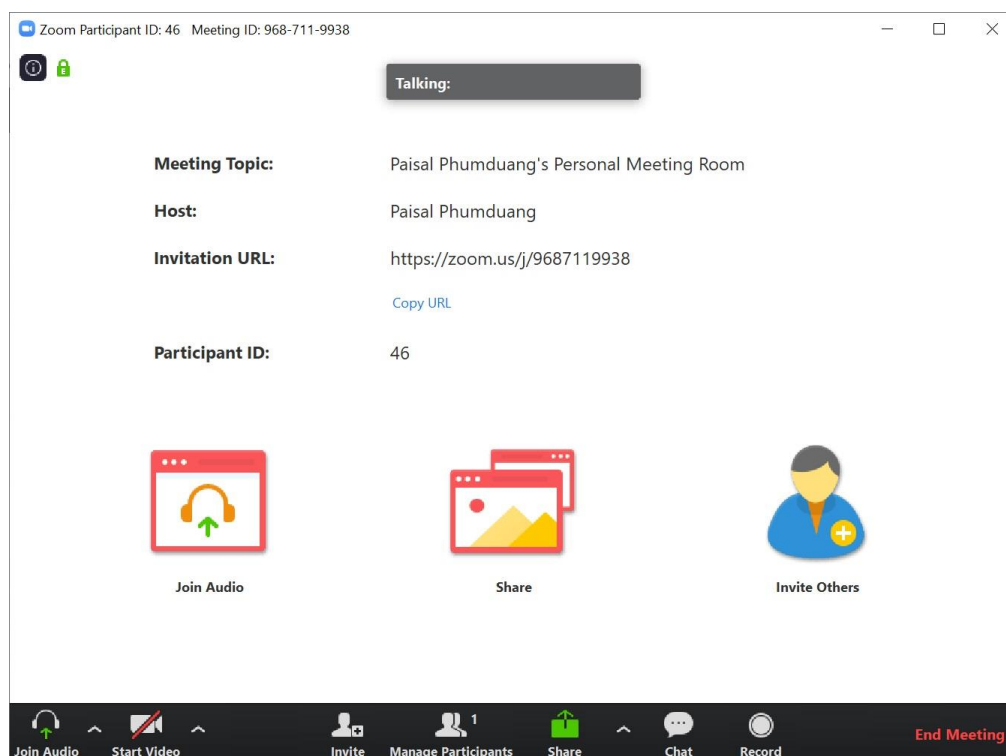 Zoom Participant ID: 46 Meeting ID: 968-711-9938
Talking:
Meeting Topic: Paisal Phumduang's Personal Meeting Room
Host: Paisal Phumduang
Invitation URL: https://zoom.us/j/9687119938
Copy URL
Participant ID: 46
Join Audio Share Invite Others
1
Join Audio Start Video Invite Manage Participants Share Chat Record End Meeting